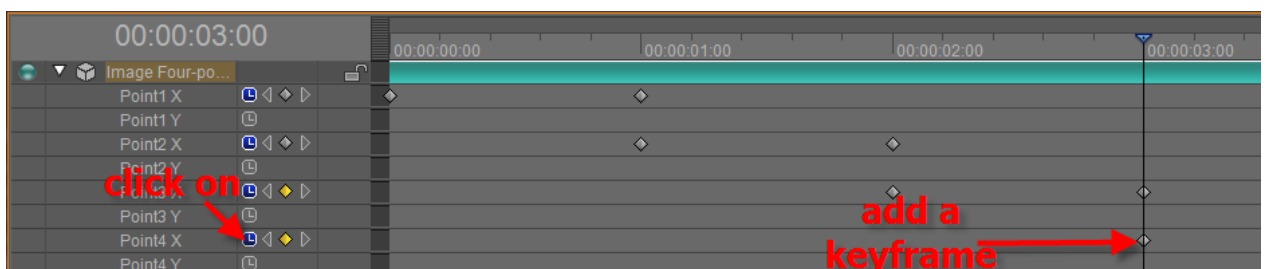 00:00:03:00
00:00:00:00 00:00:01:00 00:00:02:00 00:00:03:00
Image Four-po...
Point1 X
Point1 Y
Point2 X
Point2 Y
click on
Point3 X
Point3 Y
add a
Point4 X
keyframe
Point4 Y